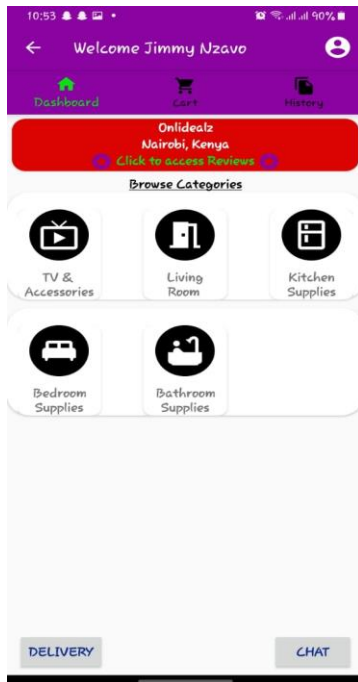 10:53 90%
Welcome Jimmy Nzavo
Dashboard Cart History
Onlidealz
Nairobi, Kenya
Click to access Reviews
Browse Categories
TV & Living Kitchen
Accessories Room Supplies
Bedroom Bathroom
Supplies Supplies
DELIVERY CHAT